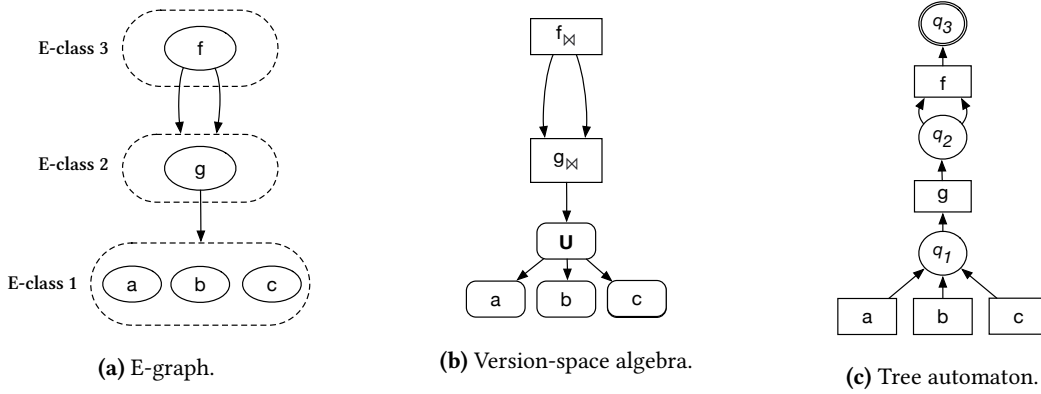 E-class 3
f
E-class 2
g
E-class 1
a b c
(a) E-graph.
f⋈
g⋈
U
a b c
(b) Version-space algebra.
q3
f
q2
g
q1
a b c
(c) Tree automaton.